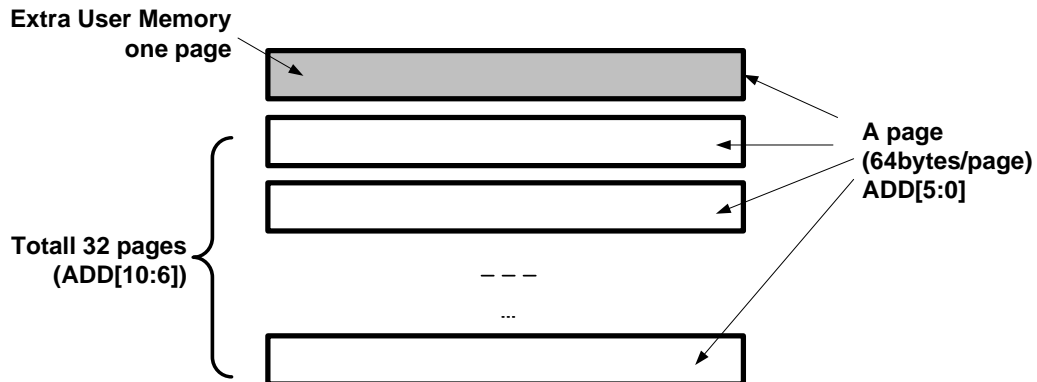 Extra User Memory
one page
A page
(64bytes/page)
ADD[5:0]
Totall 32 pages
(ADD[10:6])
...